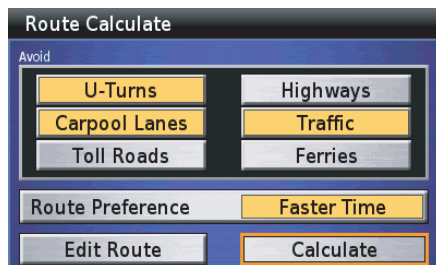 Route Calculate
Avoid
U-Turns
Highways
Carpool Lanes
Traffic
Toll Roads
Ferries
Route Preference
Faster Time
Edit Route
Calculate